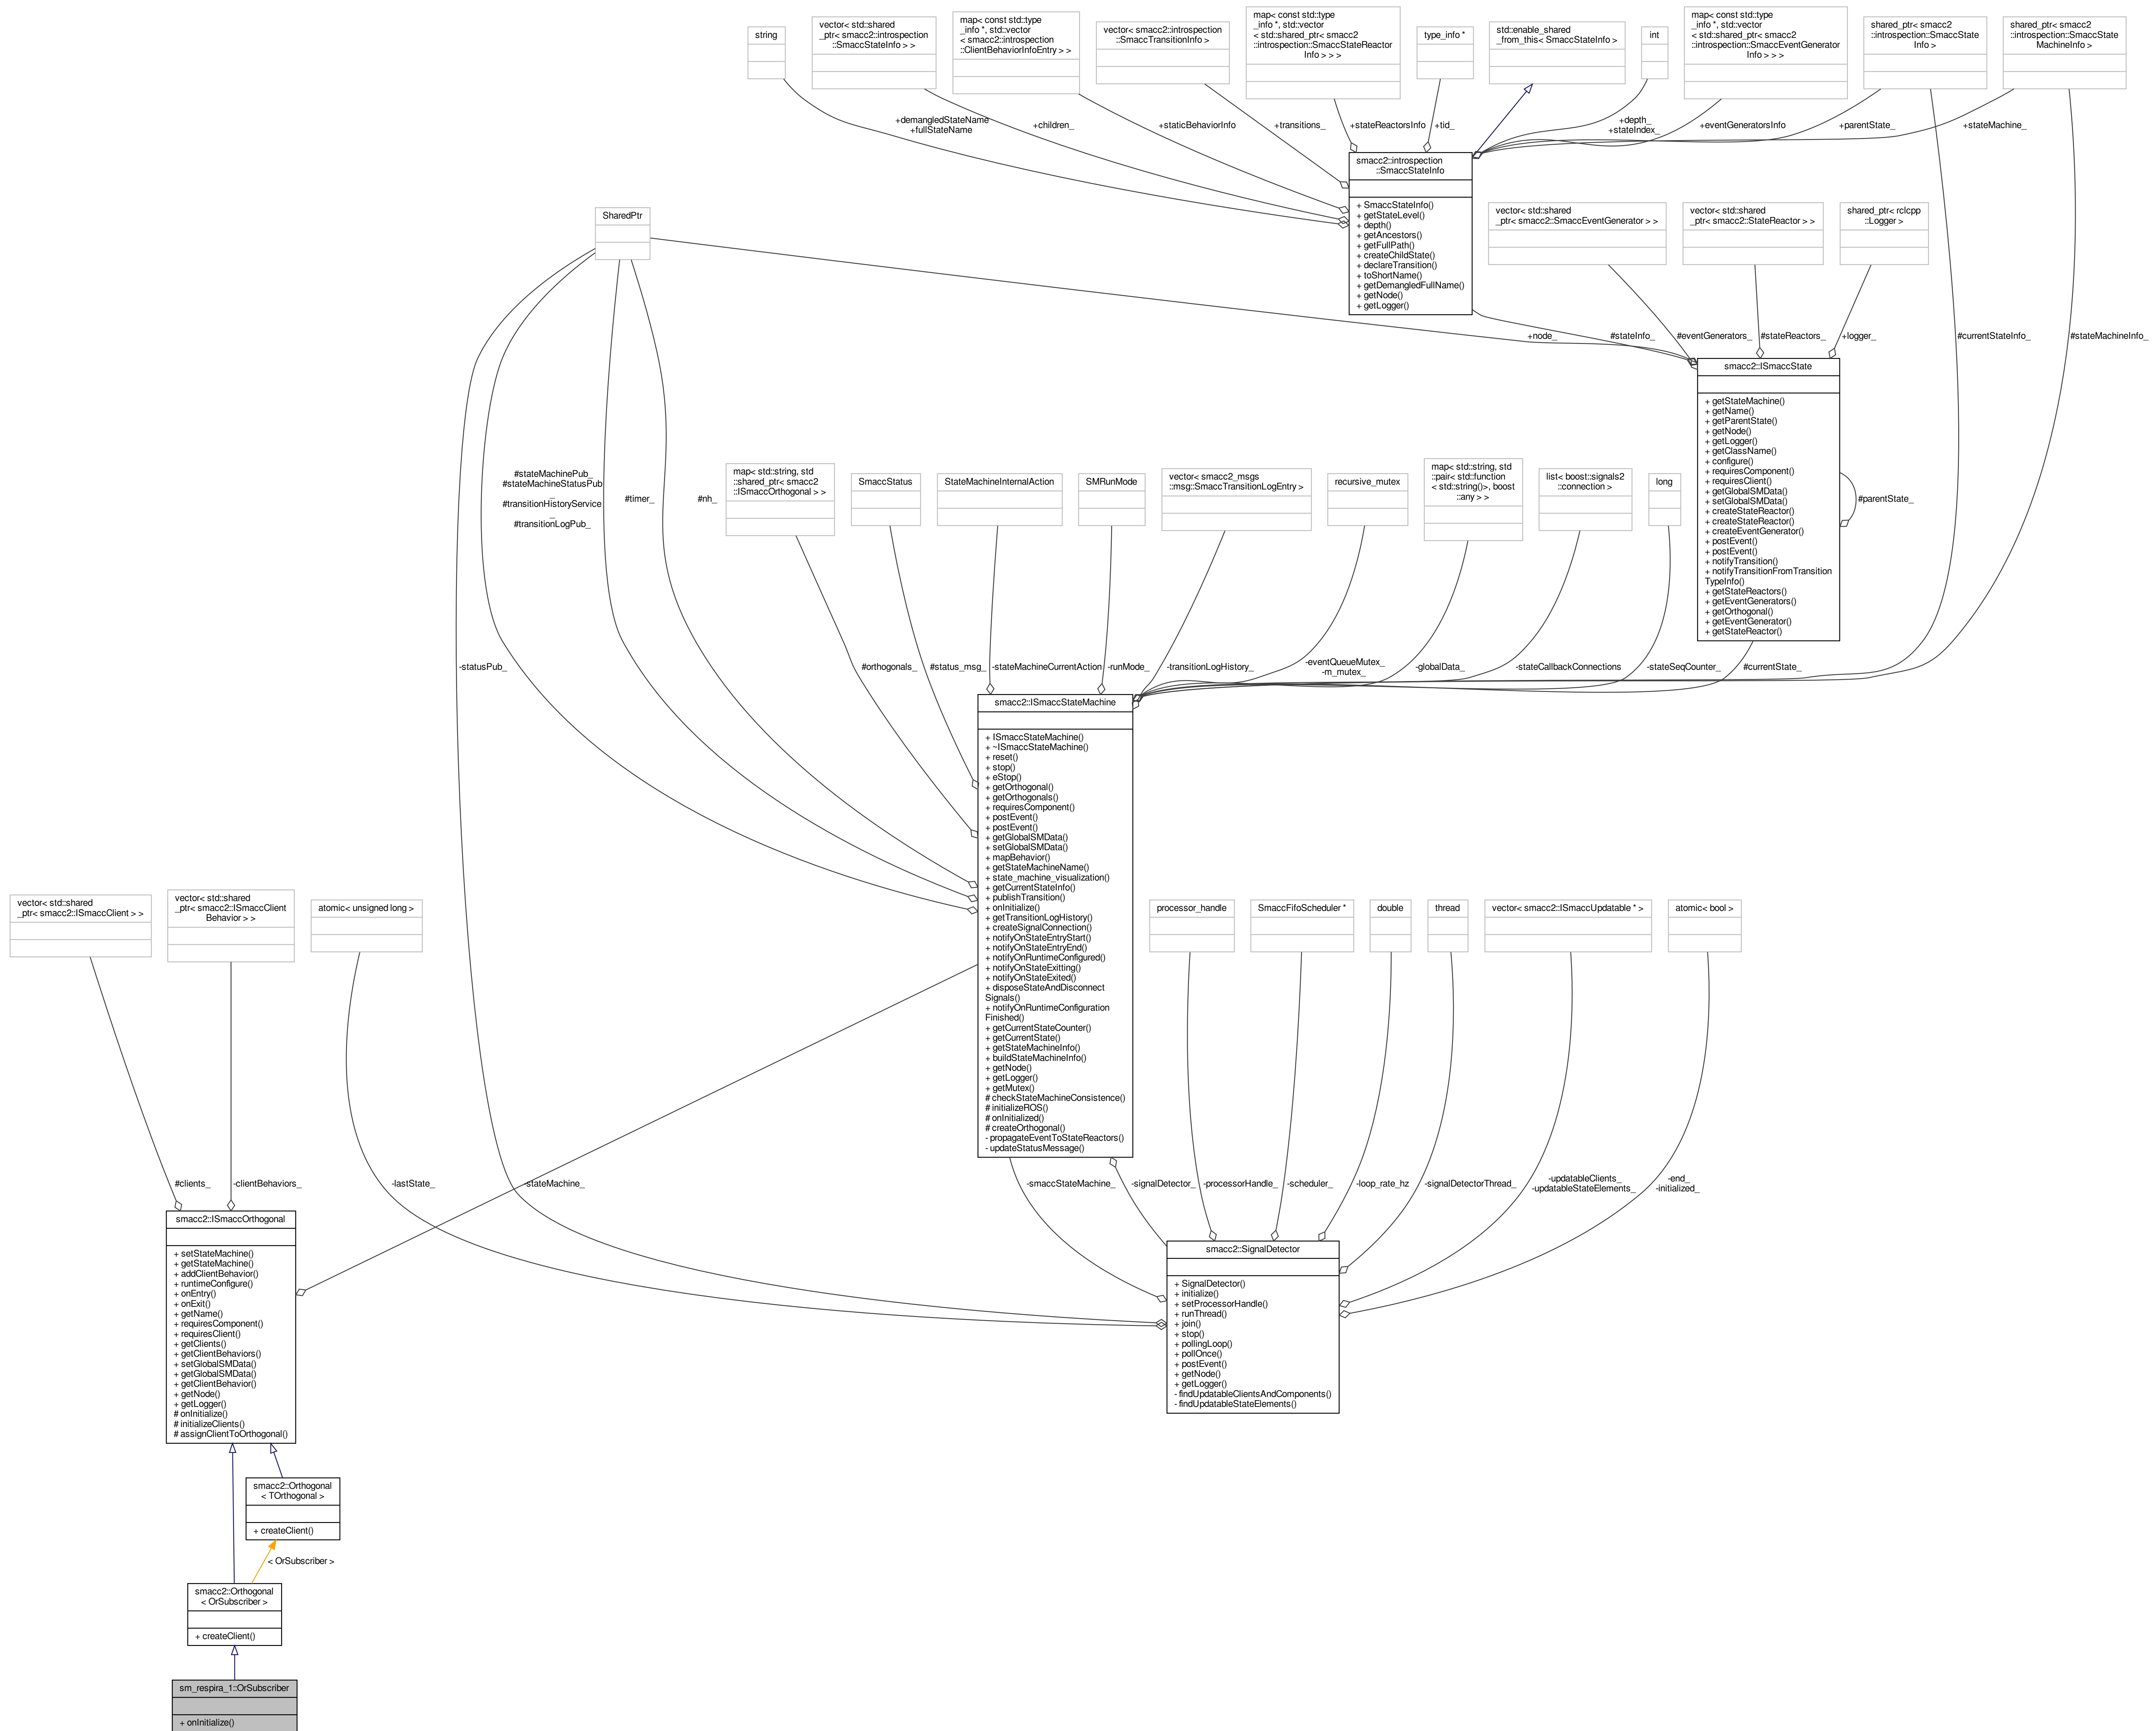 string
vector< std::shared
_ptr< smacc2::introspection
::SmaccStateInfo > >
map< const std::type
_info *, std::vector
< smacc2::introspection
::ClientBehaviorInfoEntry > >
vector< smacc2::introspection
::SmaccTransitionInfo >
map< const std::type
_info *, std::vector
< std::shared_ptr< smacc2
::introspection::SmaccStateReactor
Info > > >
type_info *
std::enable_shared
_from_this< SmaccStateInfo >
int
map< const std::type
_info *, std::vector
< std::shared_ptr< smacc2
::introspection::SmaccEventGenerator
Info > > >
shared_ptr< smacc2
::introspection::SmaccState
Info >
shared_ptr< smacc2
::introspection::SmaccState
MachineInfo >
+demangledStateName
+fullStateName
+children_
+staticBehaviorInfo
+transitions_
+stateReactorsInfo
+tid_
+depth_
+stateIndex_
+eventGeneratorsInfo
+parentState_
+stateMachine_
smacc2::introspection
::SmaccStateInfo
+ SmaccStateInfo()
+ getStateLevel()
+ depth()
+ getAncestors()
+ getFullPath()
+ createChildState()
+ declareTransition()
+ toShortName()
+ getDemangledFullName()
+ getNode()
+ getLogger()
SharedPtr
vector< std::shared
_ptr< smacc2::SmaccEventGenerator > >
vector< std::shared
_ptr< smacc2::StateReactor > >
shared_ptr< rclcpp
::Logger >
+node_
#stateInfo_
#eventGenerators_
#stateReactors_
+logger_
#currentStateInfo_
#stateMachineInfo_
smacc2::ISmaccState
+ getStateMachine()
+ getName()
+ getParentState()
+ getNode()
+ getLogger()
+ getClassName()
+ configure()
+ requiresComponent()
+ requiresClient()
+ getGlobalSMData()
+ setGlobalSMData()
+ createStateReactor()
+ createStateReactor()
+ createEventGenerator()
+ postEvent()
+ postEvent()
+ notifyTransition()
+ notifyTransitionFromTransition
TypeInfo()
+ getStateReactors()
+ getEventGenerators()
+ getOrthogonal()
+ getEventGenerator()
+ getStateReactor()
#parentState_
#stateMachinePub_
#stateMachineStatusPub
_
#transitionHistoryService
_
#transitionLogPub_
#timer_
#nh_
map< std::string, std
::shared_ptr< smacc2
::ISmaccOrthogonal > >
SmaccStatus
StateMachineInternalAction
SMRunMode
vector< smacc2_msgs
::msg::SmaccTransitionLogEntry >
recursive_mutex
map< std::string, std
::pair< std::function
< std::string()>, boost
::any > >
list< boost::signals2
::connection >
long
-statusPub_
#orthogonals_
#status_msg_
-stateMachineCurrentAction
-runMode_
-transitionLogHistory_
-eventQueueMutex_
-m_mutex_
-globalData_
-stateCallbackConnections
-stateSeqCounter_
#currentState_
smacc2::ISmaccStateMachine
+ ISmaccStateMachine()
+ ~ISmaccStateMachine()
+ reset()
+ stop()
+ eStop()
+ getOrthogonal()
+ getOrthogonals()
+ requiresComponent()
+ postEvent()
+ postEvent()
+ getGlobalSMData()
+ setGlobalSMData()
+ mapBehavior()
+ getStateMachineName()
+ state_machine_visualization()
+ getCurrentStateInfo()
+ publishTransition()
+ onInitialize()
+ getTransitionLogHistory()
+ createSignalConnection()
+ notifyOnStateEntryStart()
+ notifyOnStateEntryEnd()
+ notifyOnRuntimeConfigured()
+ notifyOnStateExitting()
+ notifyOnStateExited()
+ disposeStateAndDisconnect
Signals()
+ notifyOnRuntimeConfiguration
Finished()
+ getCurrentStateCounter()
+ getCurrentState()
+ getStateMachineInfo()
+ buildStateMachineInfo()
+ getNode()
+ getLogger()
+ getMutex()
# checkStateMachineConsistence()
# initializeROS()
# onInitialized()
# createOrthogonal()
- propagateEventToStateReactors()
- updateStatusMessage()
vector< std::shared
_ptr< smacc2::ISmaccClient > >
vector< std::shared
_ptr< smacc2::ISmaccClient
Behavior > >
atomic< unsigned long >
processor_handle
SmaccFifoScheduler *
double
thread
vector< smacc2::ISmaccUpdatable * >
atomic< bool >
#clients_
-clientBehaviors_
-lastState_
-stateMachine_
-smaccStateMachine_
-signalDetector_
-processorHandle_
-scheduler_
-loop_rate_hz
-signalDetectorThread_
-updatableClients_
-updatableStateElements_
-end_
-initialized_
smacc2::ISmaccOrthogonal
+ setStateMachine()
+ getStateMachine()
+ addClientBehavior()
+ runtimeConfigure()
+ onEntry()
+ onExit()
+ getName()
+ requiresComponent()
+ requiresClient()
+ getClients()
+ getClientBehaviors()
+ setGlobalSMData()
+ getGlobalSMData()
+ getClientBehavior()
+ getNode()
+ getLogger()
# onInitialize()
# initializeClients()
# assignClientToOrthogonal()
smacc2::SignalDetector
+ SignalDetector()
+ initialize()
+ setProcessorHandle()
+ runThread()
+ join()
+ stop()
+ pollingLoop()
+ pollOnce()
+ postEvent()
+ getNode()
+ getLogger()
- findUpdatableClientsAndComponents()
- findUpdatableStateElements()
smacc2::Orthogonal
< TOrthogonal >
+ createClient()
< OrSubscriber >
smacc2::Orthogonal
< OrSubscriber >
+ createClient()
sm_respira_1::OrSubscriber
+ onInitialize()